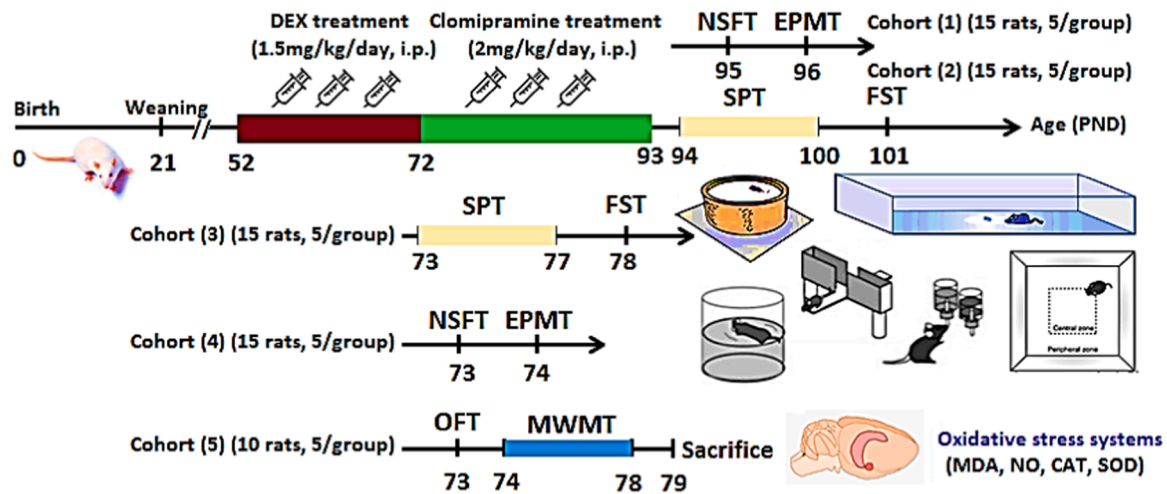 DEX treatment
(1.5mg/kg/day, i.p.)
Clomipramine treatment
(2mg/kg/day, i.p.)
NSFT EPMT
95 96
Cohort (1) (15 rats, 5/group)
Cohort (2) (15 rats, 5/group)
SPT FST
Birth Weaning
Age (PND)
0 21 52 72 93 94 100 101
SPT FST
Cohort (3) (15 rats, 5/group)
73 77 78
NSFT EPMT
Cohort (4) (15 rats, 5/group)
73 74
Central zone
Peripheral zone
OFT MWMT
Cohort (5) (10 rats, 5/group)
Sacrifice
73 74 78 79
Oxidative stress systems
(MDA, NO, CAT, SOD)